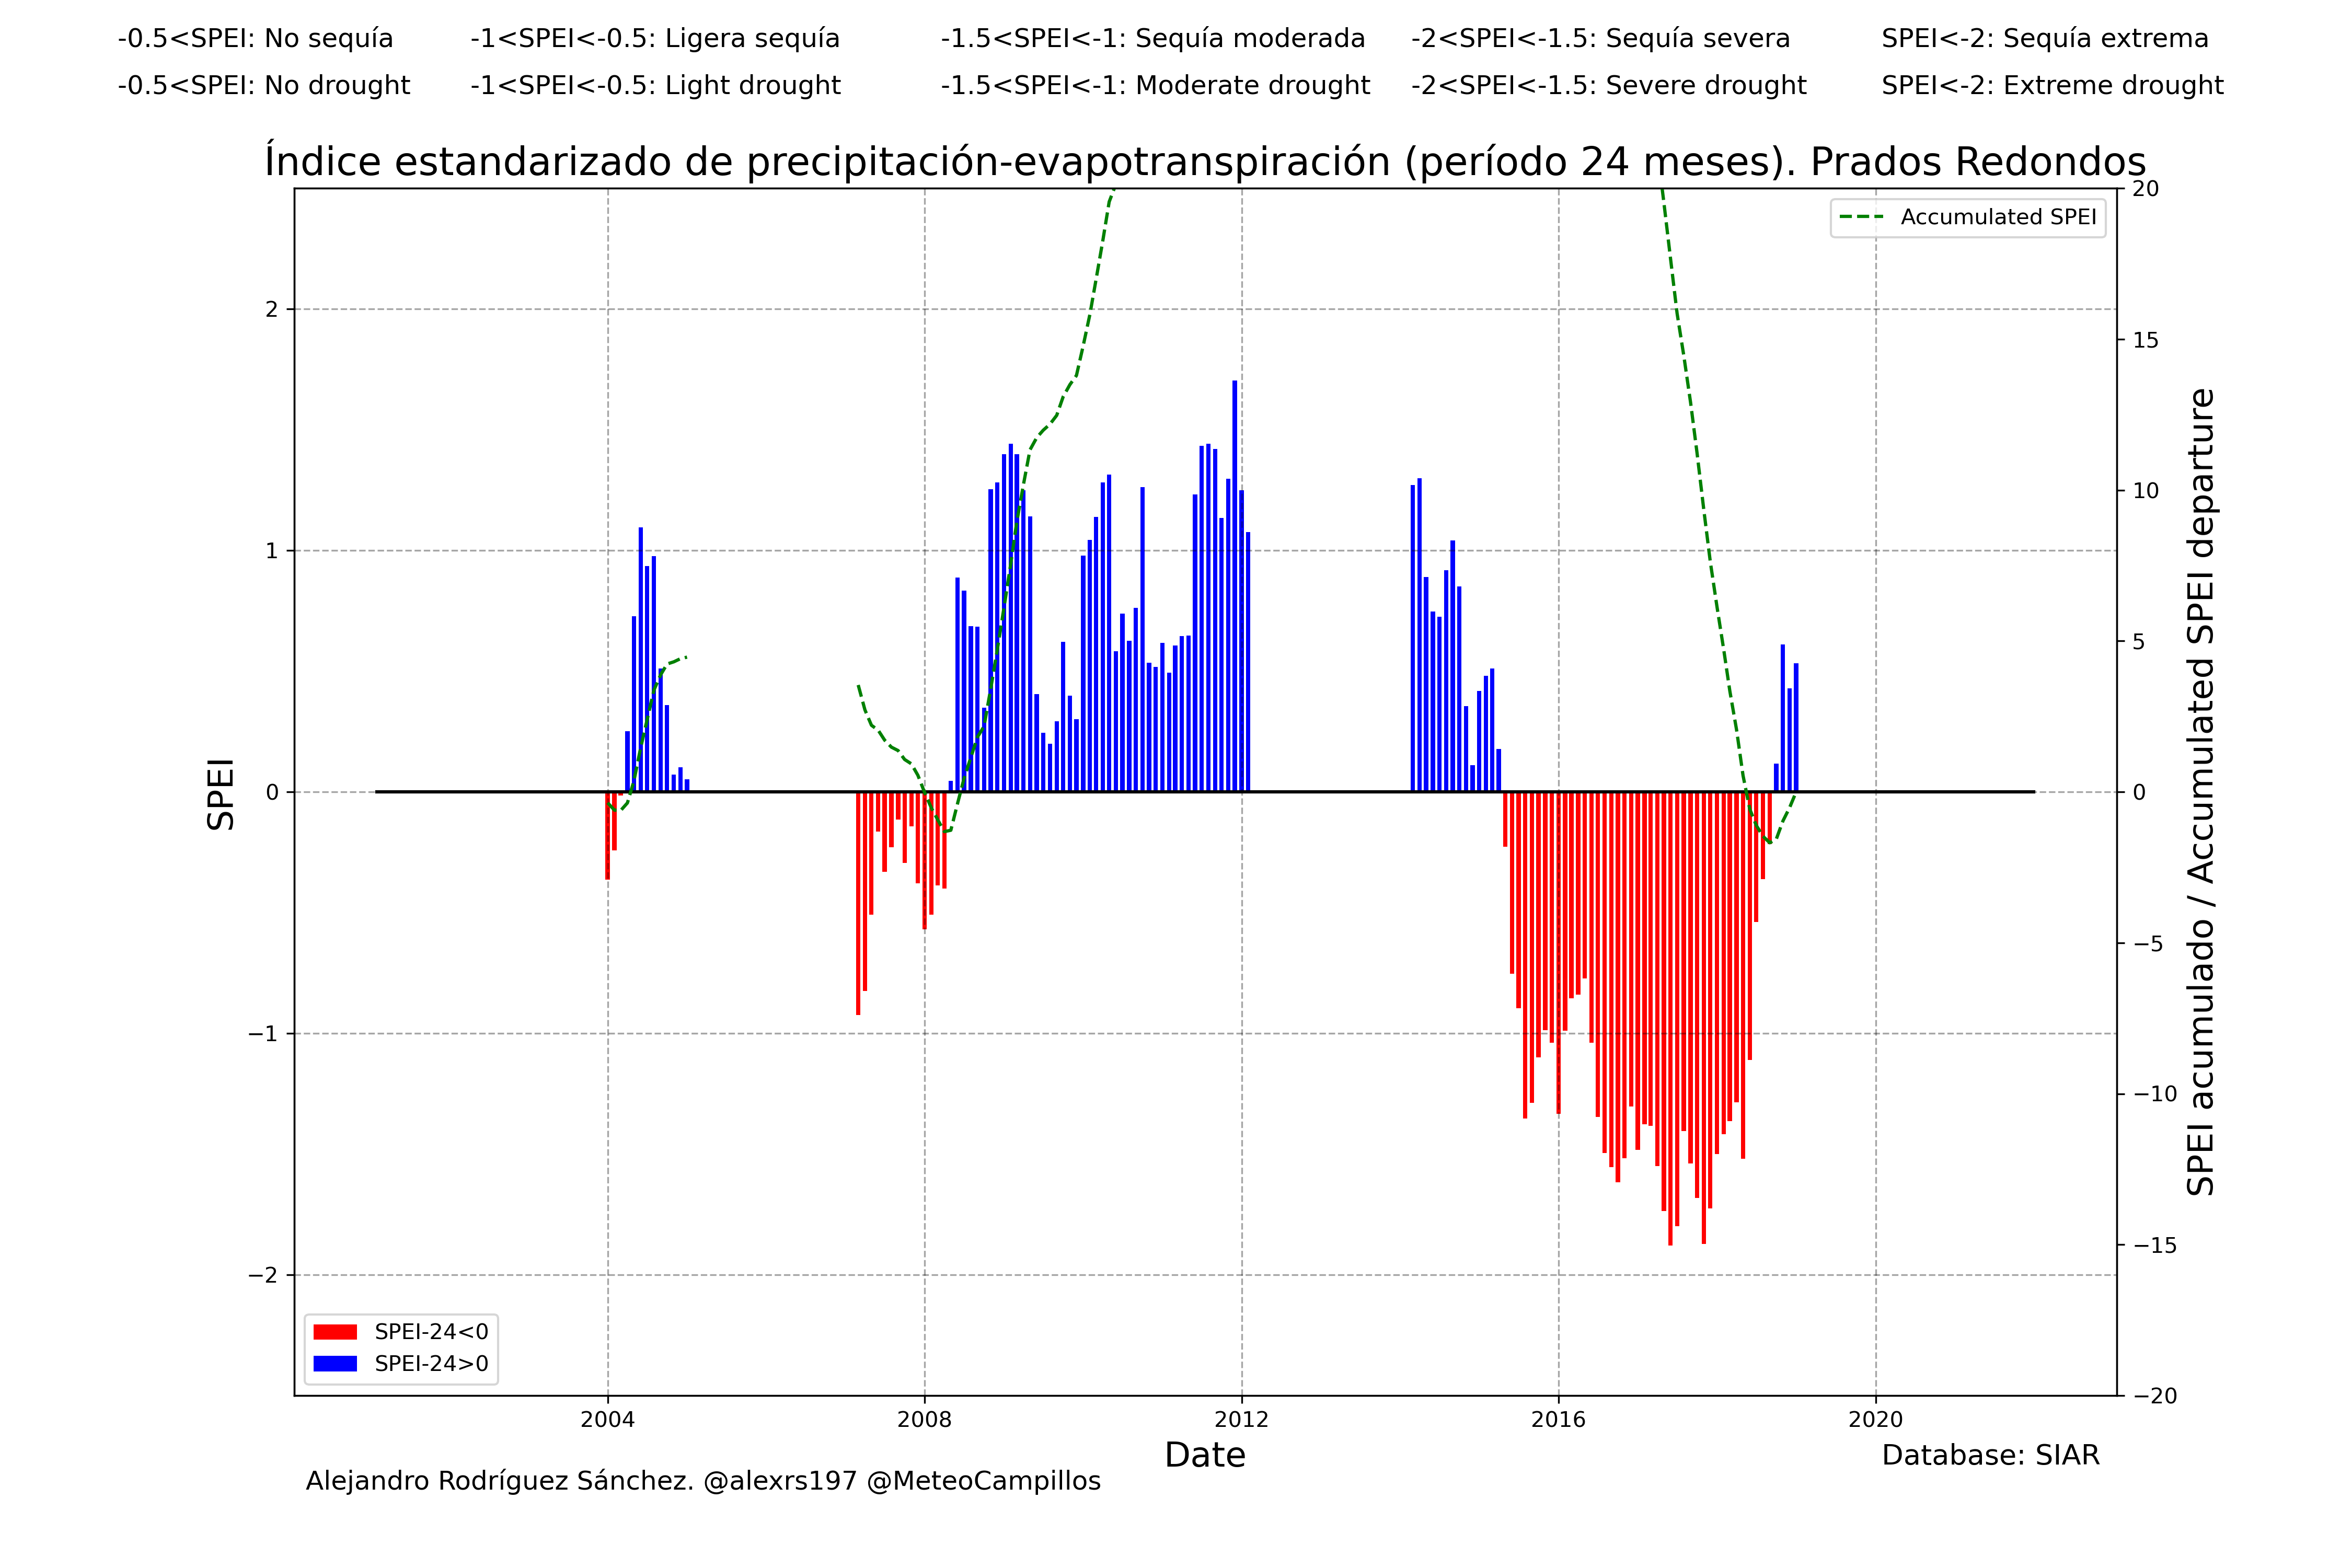 -0.5<SPEI: No sequía -1<SPEI<-0.5: Ligera sequía -1.5<SPEI<-1: Sequía moderada -2<SPEI<-1.5: Sequía severa SPEI<-2: Sequía extrema
-0.5<SPEI: No drought -1<SPEI<-0.5: Light drought -1.5<SPEI<-1: Moderate drought -2<SPEI<-1.5: Severe drought SPEI<-2: Extreme drought
Índice estandarizado de precipitación-evapotranspiración (período 24 meses). Prados Redondos
Accumulated SPEI
SPEI
2
1
0
−1
−2
20
15
10
5
0
−5
−10
−15
−20
SPEI acumulado / Accumulated SPEI departure
SPEI-24<0
SPEI-24>0
2004 2008 2012 2016 2020
Date
Database: SIAR
Alejandro Rodríguez Sánchez. @alexrs197 @MeteoCampillos